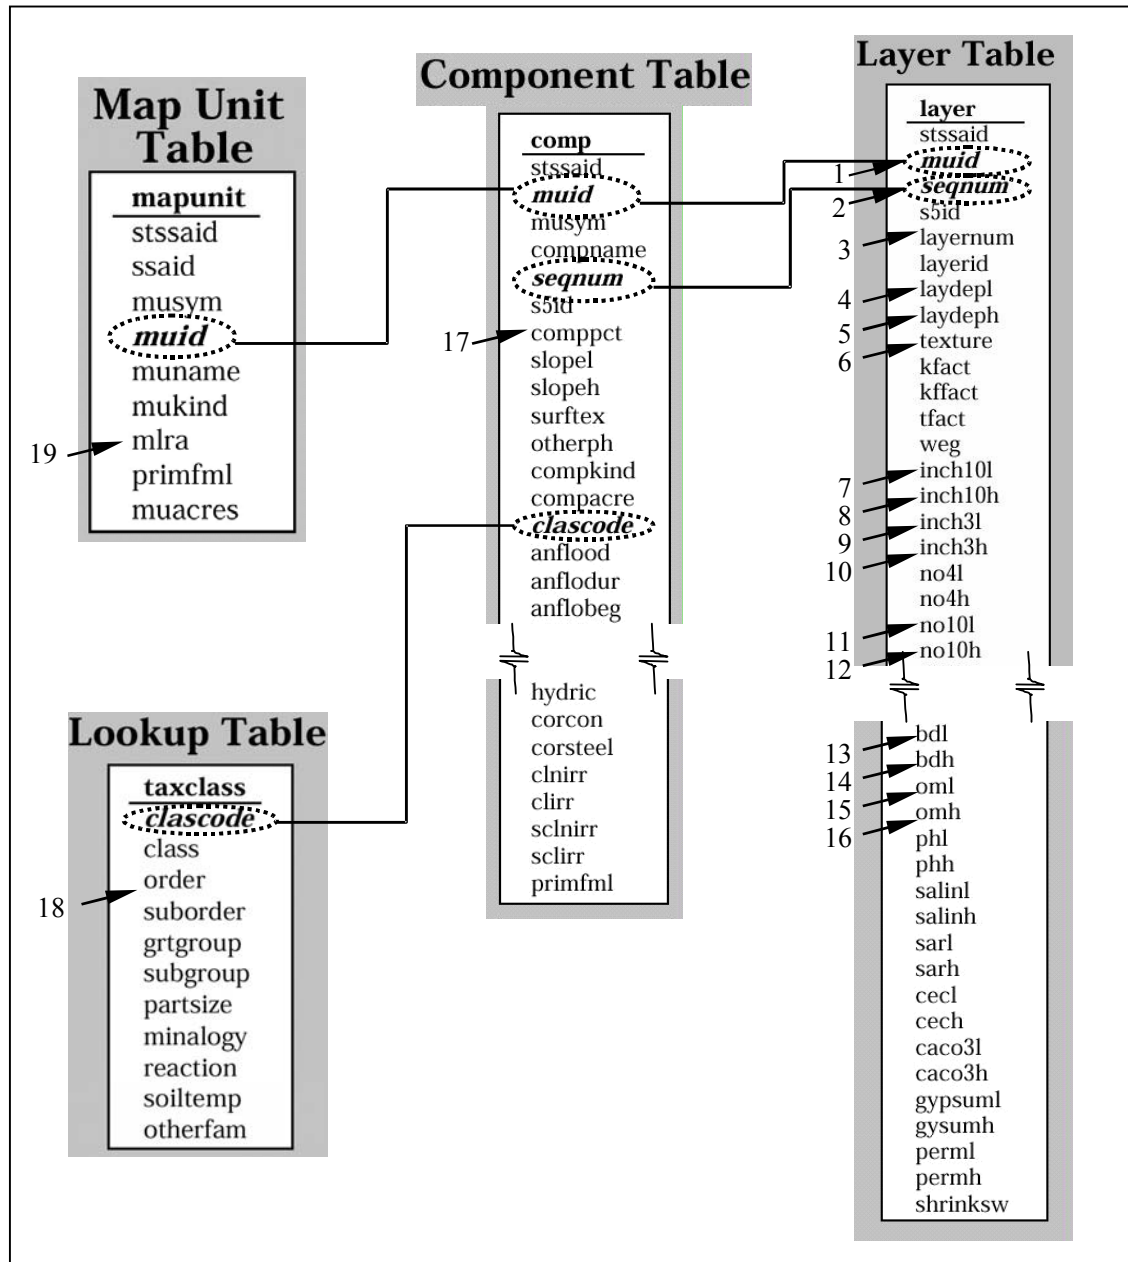 Map Unit
Table
mapunit
stssaid
ssaid
musym
muid
muname
mukind
19 mlra
primfml
muacres
Component Table
comp
stssaid
muid
musym
compname
seqnum
s5id
17 comppct
slopel
slopeh
surftex
otherph
compkind
compacre
clascode
anflood
anflodur
anflobeg
hydric
corcon
corsteel
clnirr
clirr
sclnirr
sclirr
primfml
Layer Table
layer
stssaid
1 muid
2 seqnum
s5id
3 layernum
layerid
4 laydepl
5 laydeph
6 texture
kfact
kffact
tfact
weg
7 inch10l
8 inch10h
9 inch3l
10 inch3h
no4l
no4h
11 no10l
12 no10h
13 bdl
14 bdh
15 oml
16 omh
phl
phh
salinl
salinh
sarl
sarh
cecl
cech
caco3l
caco3h
gypsuml
gysumh
perml
permh
shrinksw
Lookup Table
taxclass
clascode
class
order
18
suborder
grtgroup
subgroup
partsize
minalogy
reaction
soiltemp
otherfam